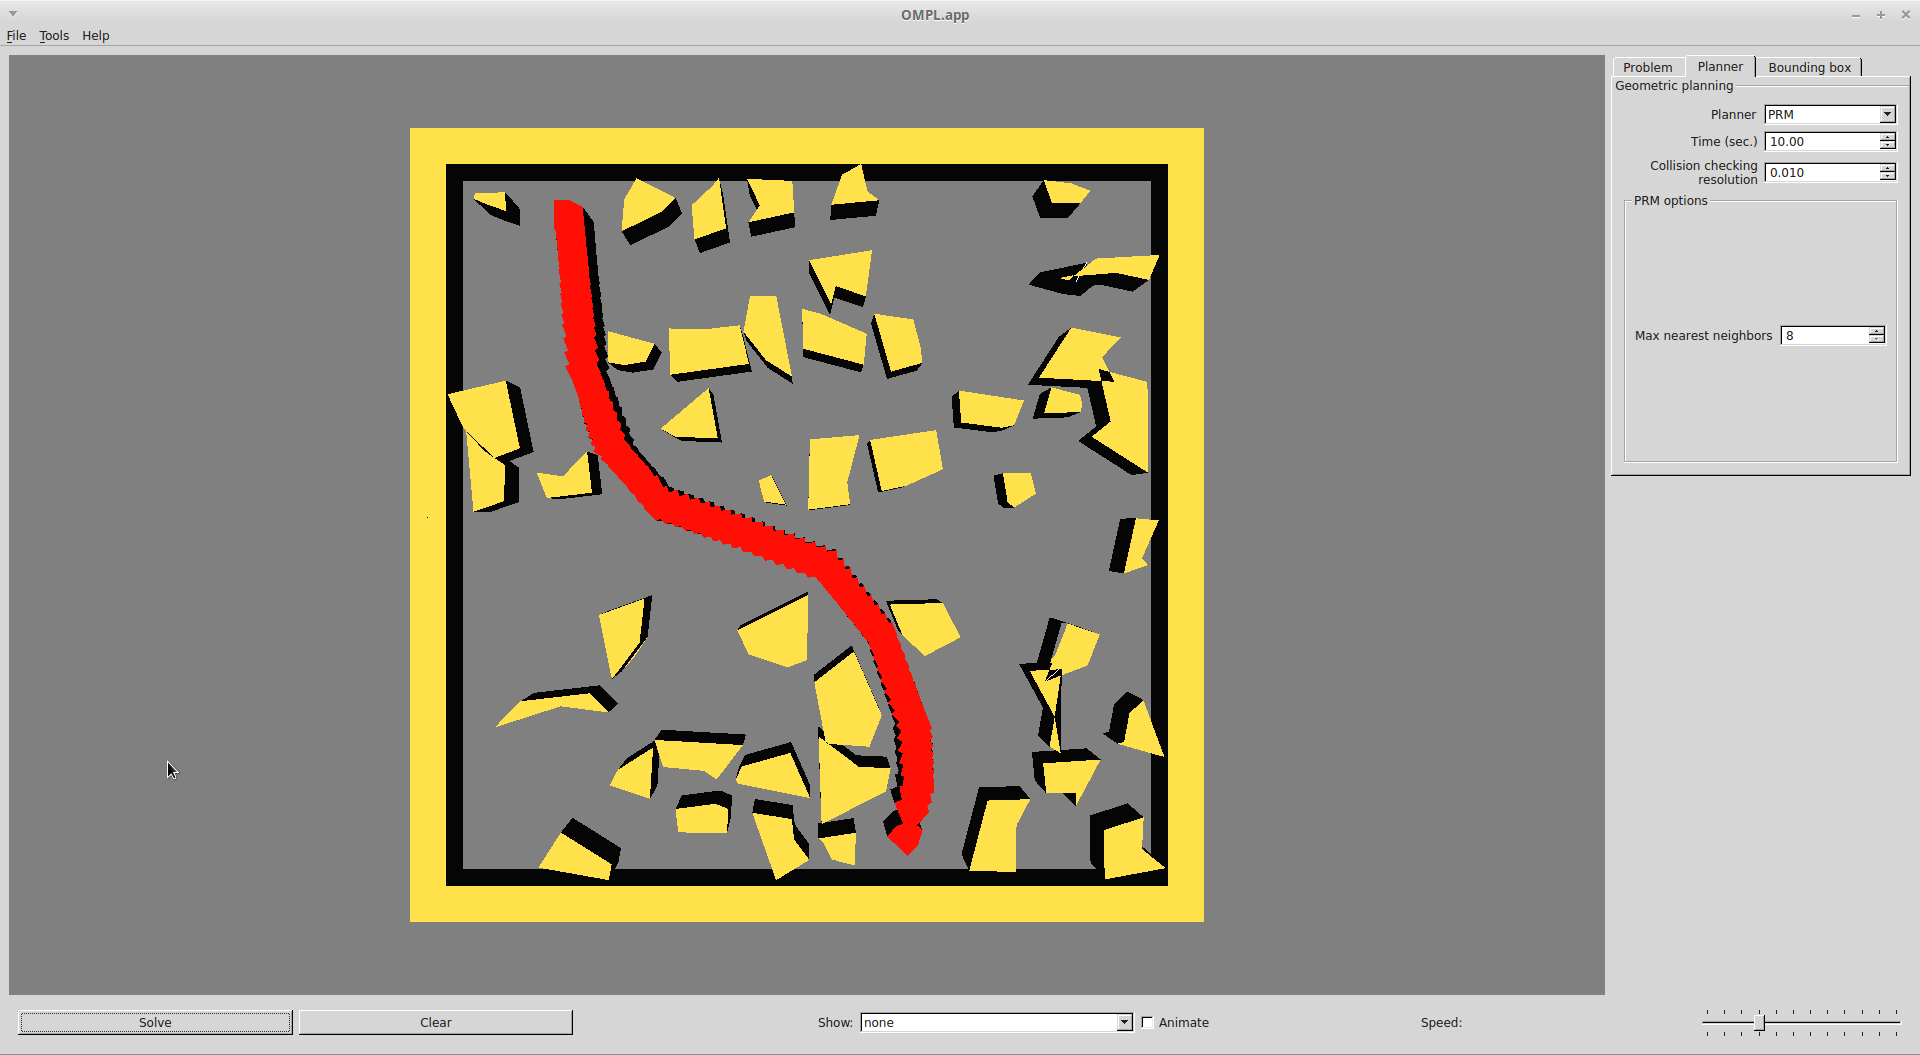 OMPL.app
File Tools Help
Problem Planner Bounding box
Geometric planning
Planner PRM
Time (sec.) 10.00
Collision checking
resolution 0.010
PRM options
Max nearest neighbors 8
Solve Clear Show: none Animate Speed: